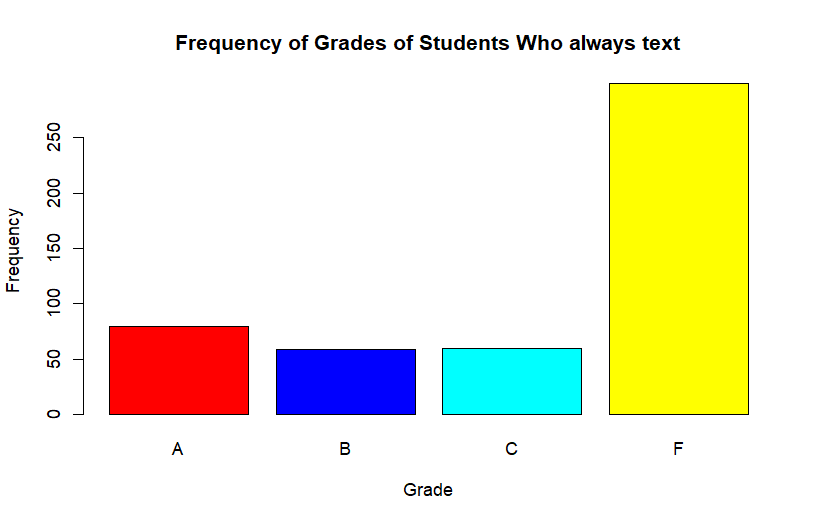 Frequency of Grades of Students Who always text
Frequency
250
200
150
100
50
0
A B C F
Grade